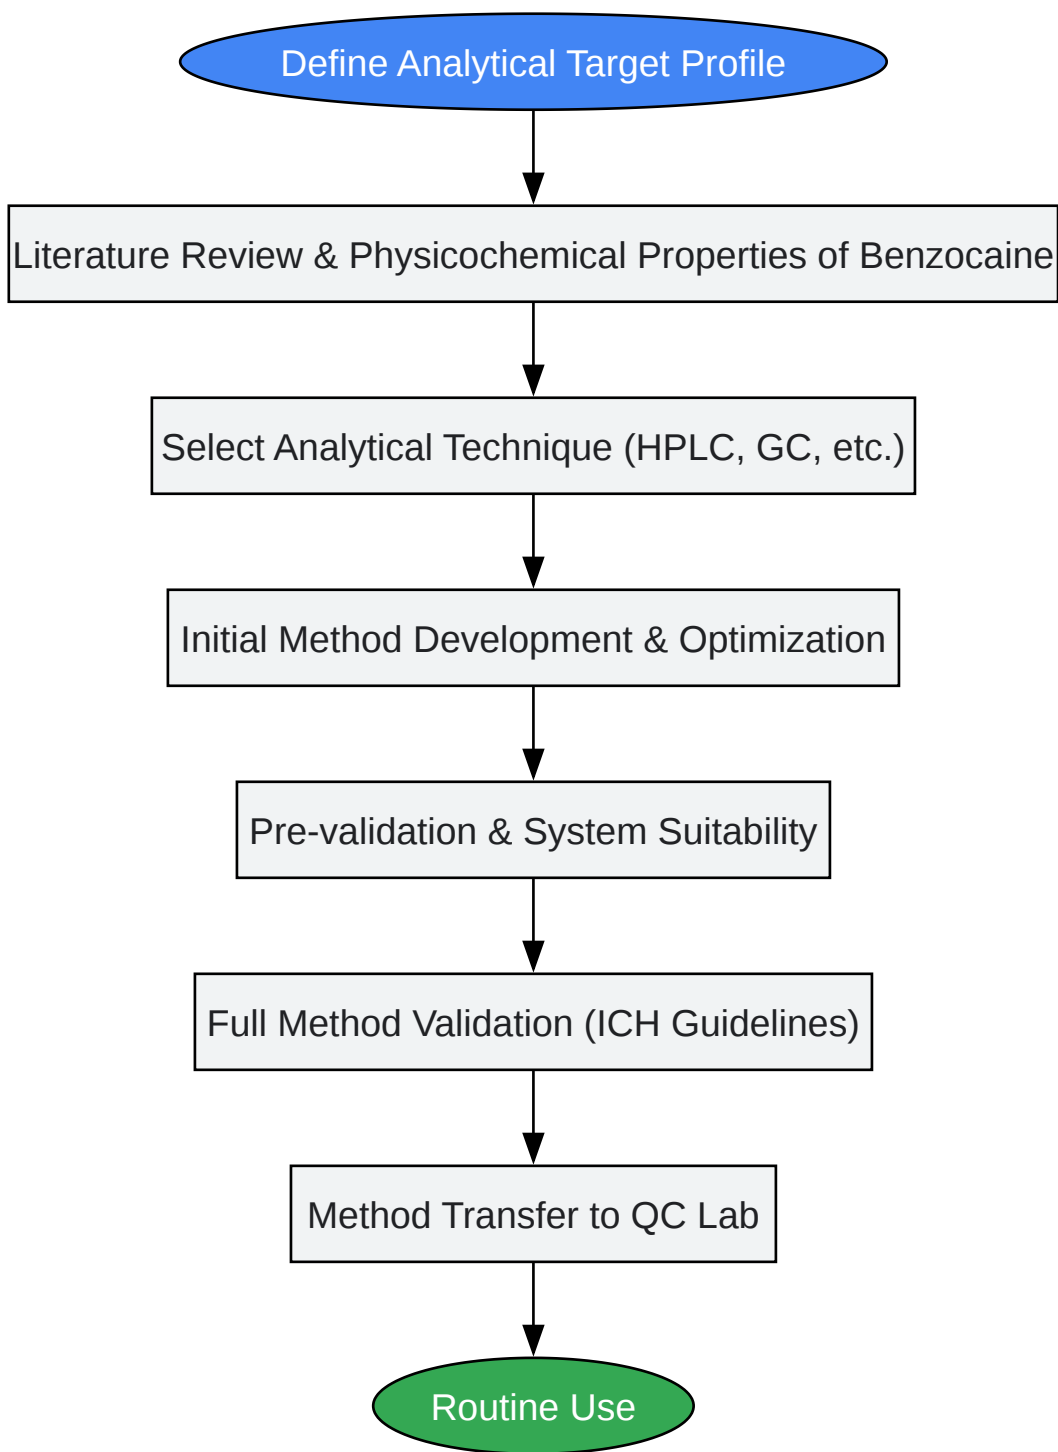 Define Analytical Target Profile
Literature Review & Physicochemical Properties of Benzocaine
Select Analytical Technique (HPLC, GC, etc.)
Initial Method Development & Optimization
Pre-validation & System Suitability
Full Method Validation (ICH Guidelines)
Method Transfer to QC Lab
Routine Use